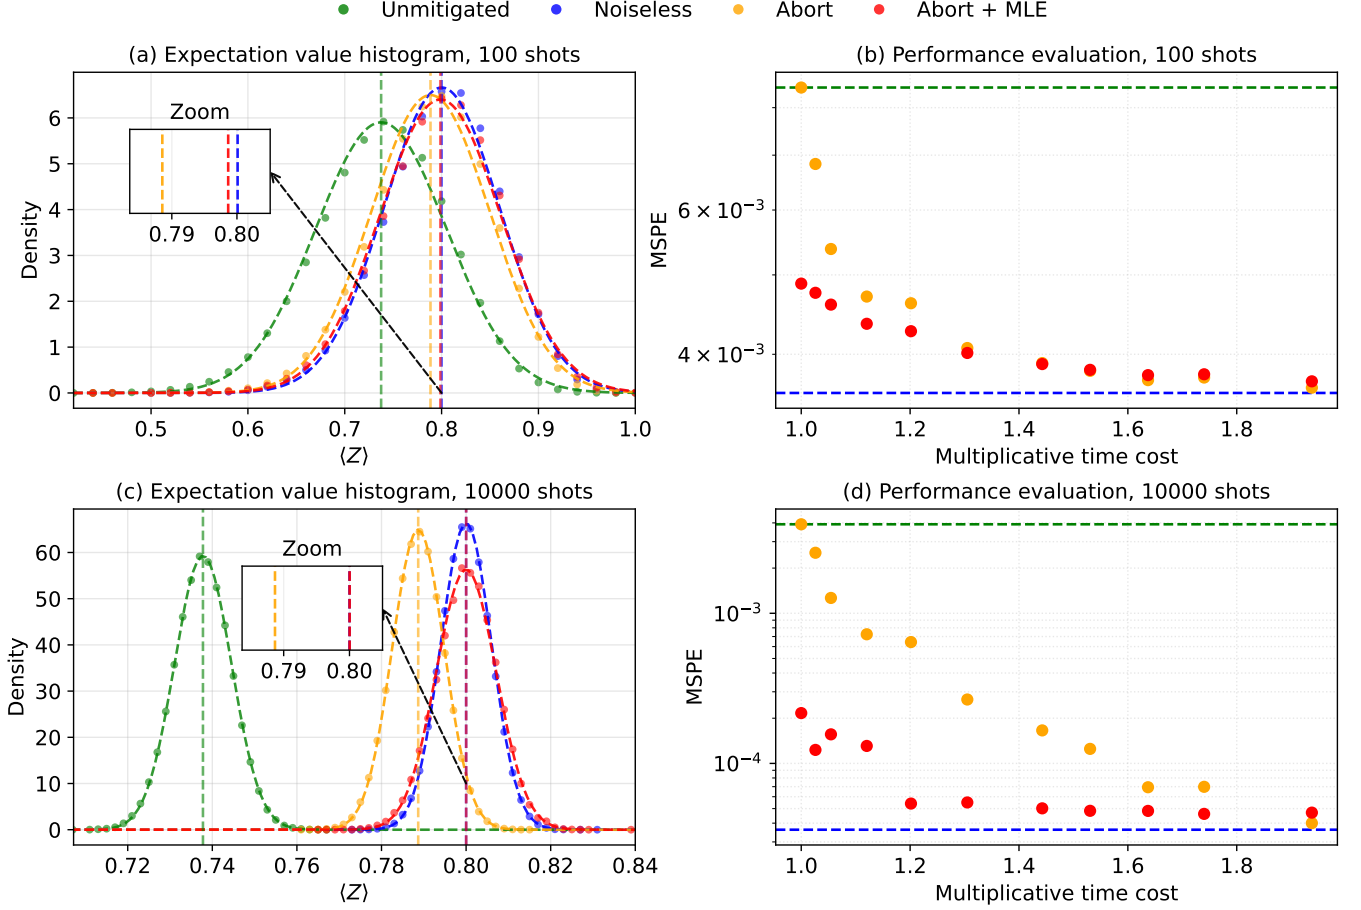 Unmitigated Noiseless Abort Abort + MLE
(a) Expectation value histogram, 100 shots
Density
6
5
4
3
2
1
0
Zoom
0.79 0.80
0.5 0.6 0.7 0.8 0.9 1.0
⟨Z⟩
(b) Performance evaluation, 100 shots
MSPE
6 × 10⁻³
4 × 10⁻³
1.0 1.2 1.4 1.6 1.8
Multiplicative time cost
(c) Expectation value histogram, 10000 shots
Density
60
50
40
30
20
10
0
Zoom
0.79 0.80
0.72 0.74 0.76 0.78 0.80 0.82 0.84
⟨Z⟩
(d) Performance evaluation, 10000 shots
MSPE
10⁻³
10⁻⁴
1.0 1.2 1.4 1.6 1.8
Multiplicative time cost